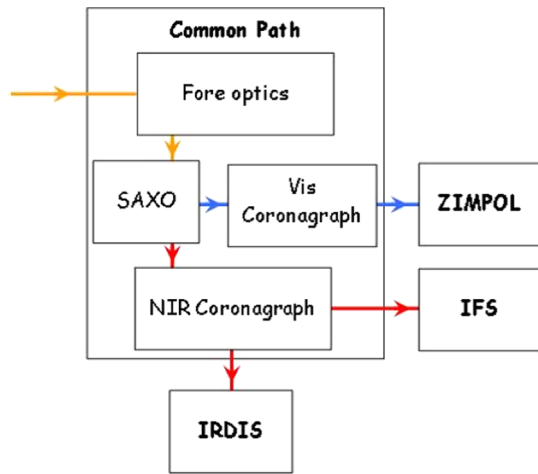 Common Path
Fore optics
SAXO
Vis
Coronagraph
ZIMPOL
NIR Coronagraph
IFS
IRDIS